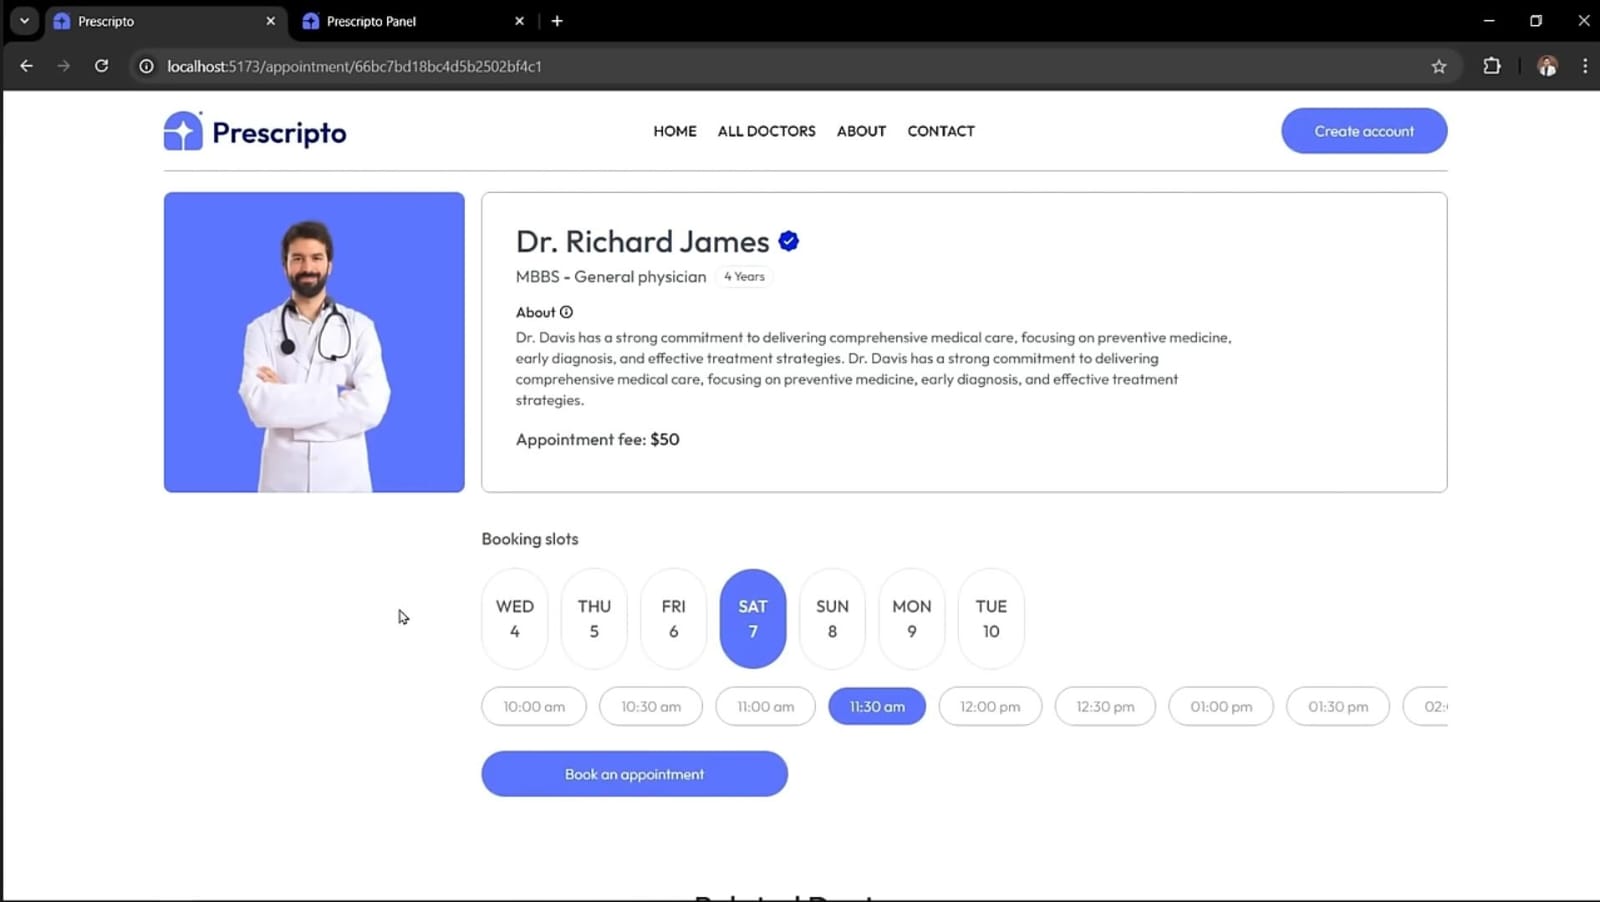 Prescripto
Prescripto Panel
localhost:5173/appointment/66bc7bd18bc4d5b2502bf4c1
Prescripto
HOME ALL DOCTORS ABOUT CONTACT
Create account
Dr. Richard James
MBBS - General physician 4 Years
About
Dr. Davis has a strong commitment to delivering comprehensive medical care, focusing on preventive medicine,
early diagnosis, and effective treatment strategies. Dr. Davis has a strong commitment to delivering
comprehensive medical care, focusing on preventive medicine, early diagnosis, and effective treatment
strategies.
Appointment fee: $50
Booking slots
WED THU FRI SAT SUN MON TUE
4 5 6 7 8 9 10
10:00 am 10:30 am 11:00 am 11:30 am 12:00 pm 12:30 pm 01:00 pm 01:30 pm
Book an appointment